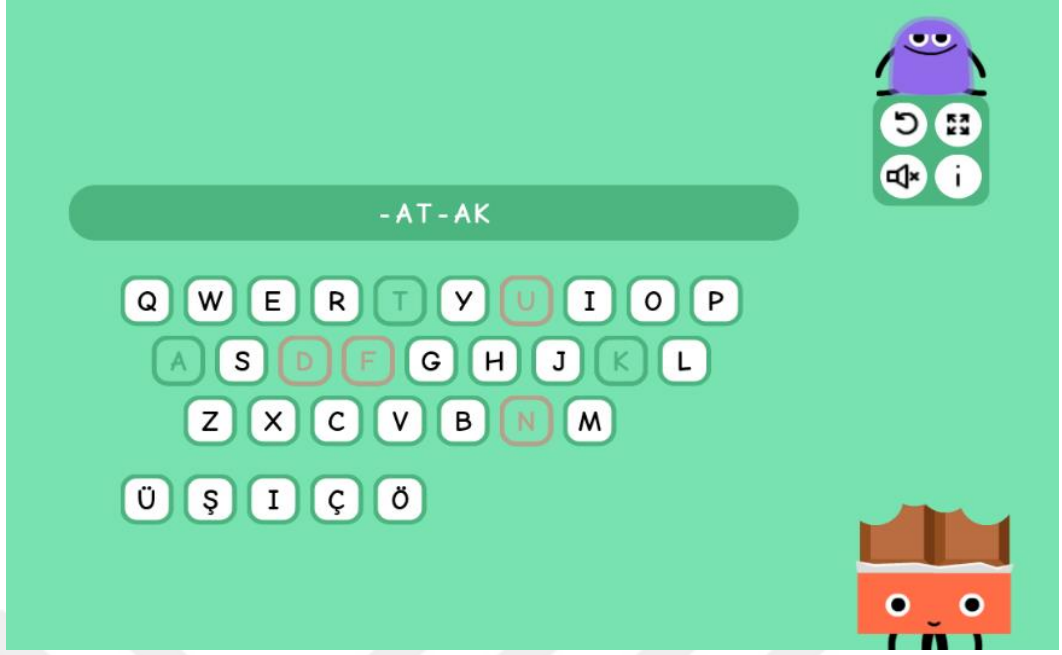 -AT-AK
Q W E R T Y U I O P
A S D F G H J K L
Z X C V B N M
Ü Ş I Ç Ö
i